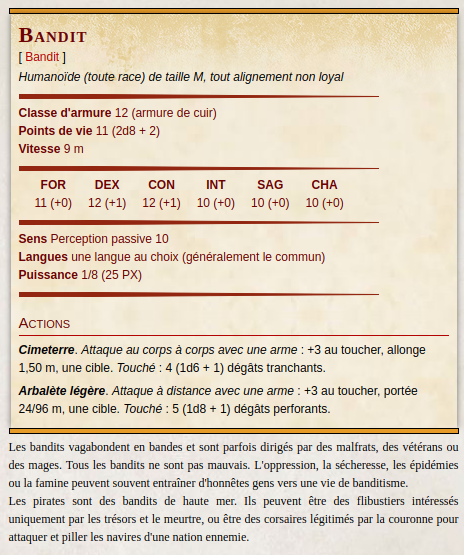 BANDIT
[ Bandit ]
Humanoïde (toute race) de taille M, tout alignement non loyal
Classe d'armure 12 (armure de cuir)
Points de vie 11 (2d8 + 2)
Vitesse 9 m
FOR DEX CON INT SAG CHA
11 (+0) 12 (+1) 12 (+1) 10 (+0) 10 (+0) 10 (+0)
Sens Perception passive 10
Langues une langue au choix (généralement le commun)
Puissance 1/8 (25 PX)
ACTIONS
Cimeterre. Attaque au corps à corps avec une arme : +3 au toucher, allonge
1,50 m, une cible. Touché : 4 (1d6 + 1) dégâts tranchants.
Arbalète légère. Attaque à distance avec une arme : +3 au toucher, portée
24/96 m, une cible. Touché : 5 (1d8 + 1) dégâts perforants.
Les bandits vagabondent en bandes et sont parfois dirigés par des malfrats, des vétérans ou
des mages. Tous les bandits ne sont pas mauvais. L'oppression, la sécheresse, les épidémies
ou la famine peuvent souvent entraîner d'honnêtes gens vers une vie de banditisme.
Les pirates sont des bandits de haute mer. Ils peuvent être des flibustiers intéressés
uniquement par les trésors et le meurtre, ou être des corsaires légitimés par la couronne pour
attaquer et piller les navires d'une nation ennemie.